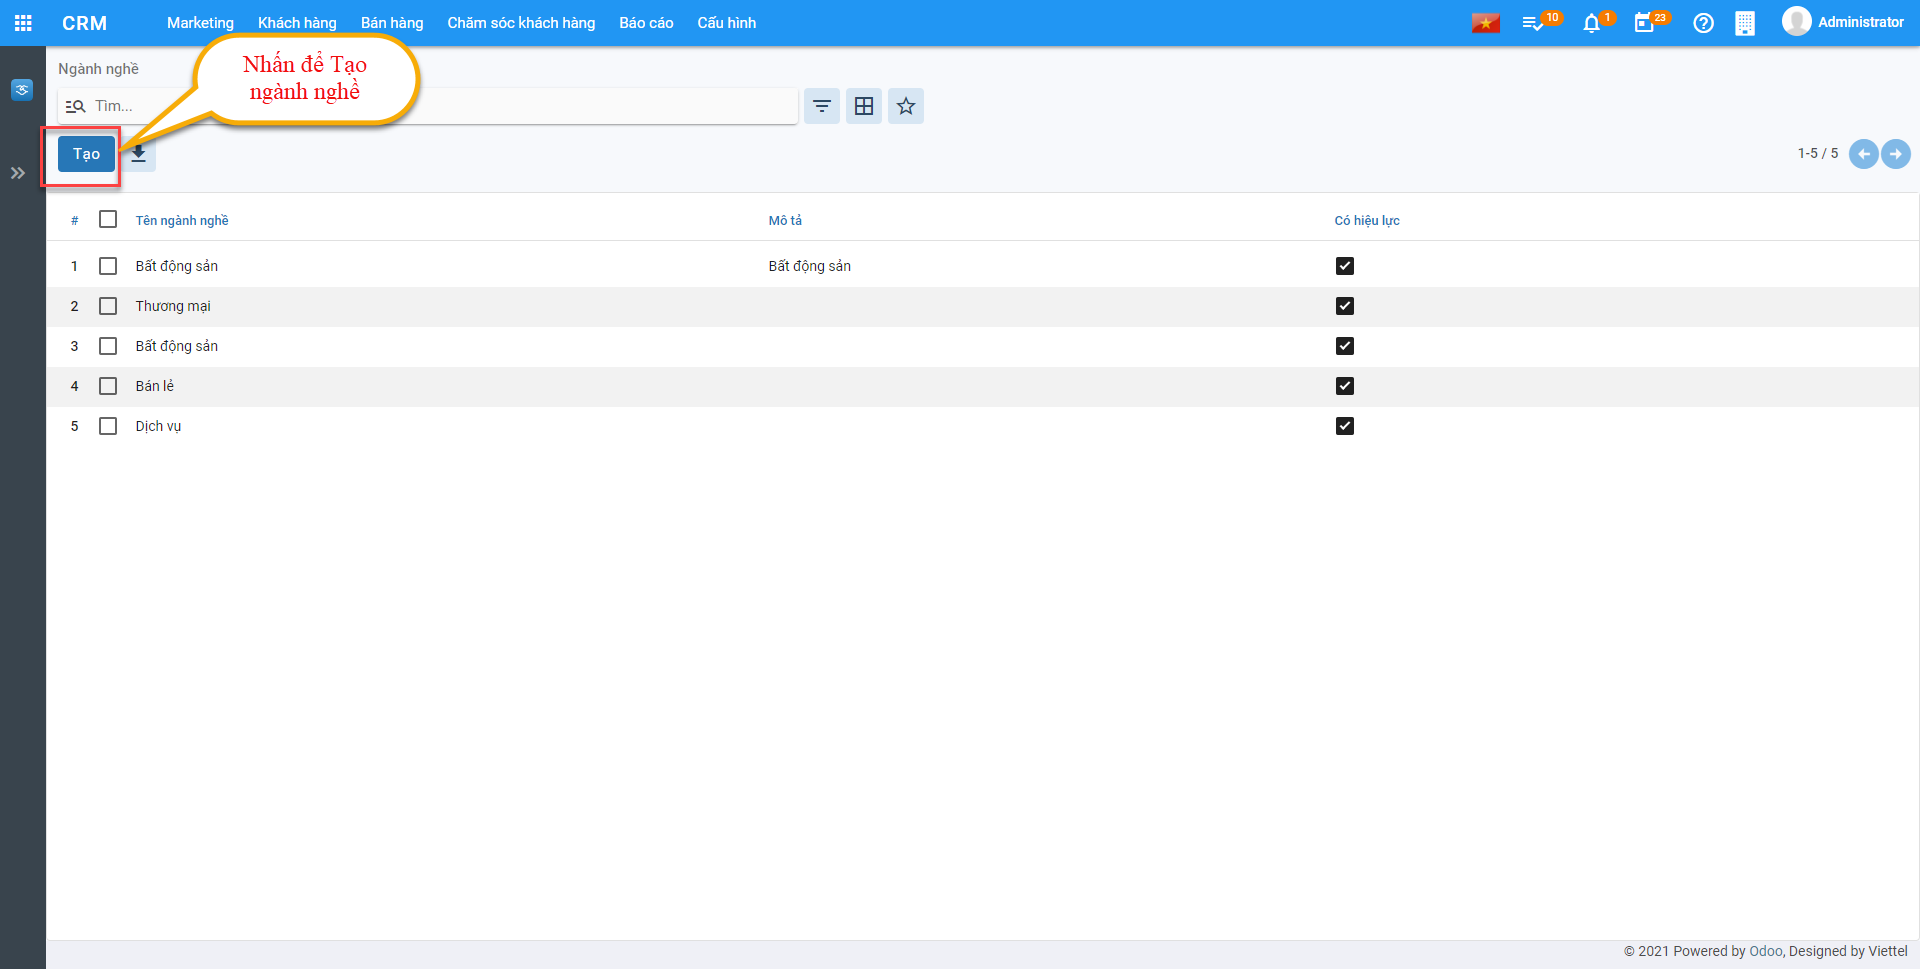 CRM Marketing Khách hàng Bán hàng Chăm sóc khách hàng Báo cáo Cấu hình 10 1 23 Administrator
Ngành nghề
Nhấn để Tạo
ngành nghề
Tìm...
Tạo
1-5 / 5
# Tên ngành nghề Mô tả Có hiệu lực
1 Bất động sản Bất động sản
2 Thương mại
3 Bất động sản
4 Bán lẻ
5 Dịch vụ
© 2021 Powered by Odoo, Designed by Viettel